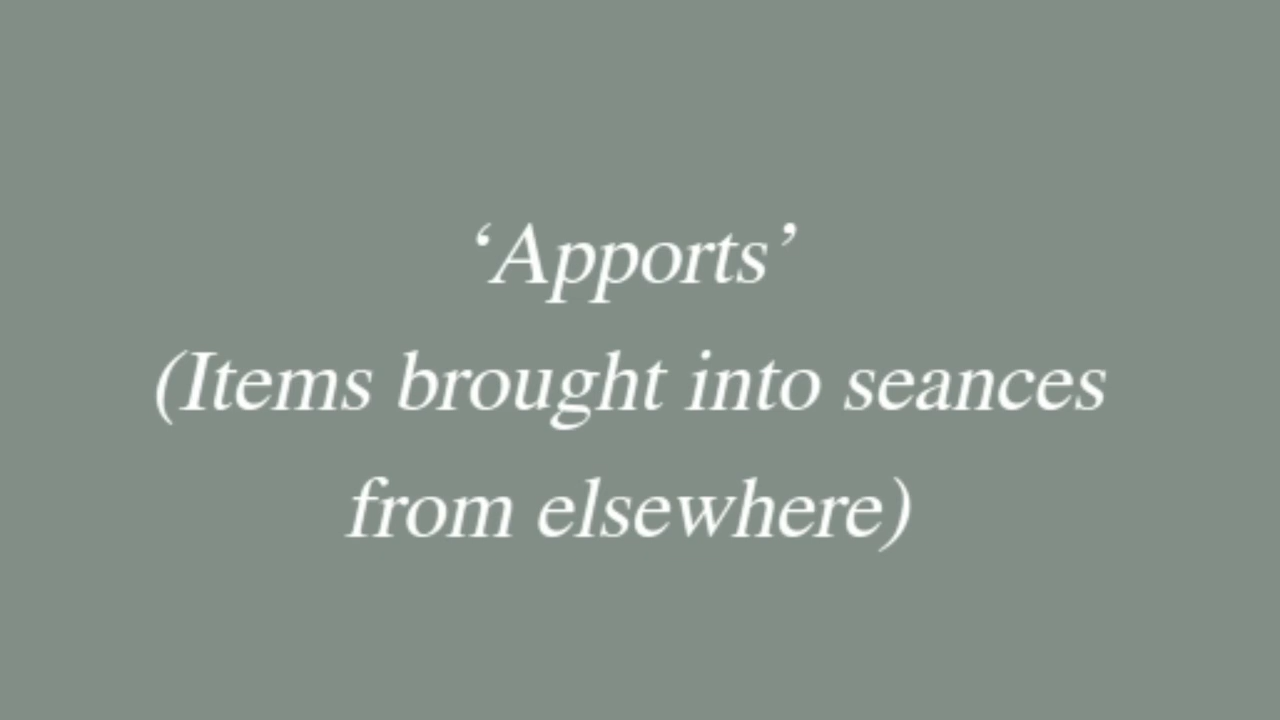 ‘Apports’
(Items brought into seances
from elsewhere)